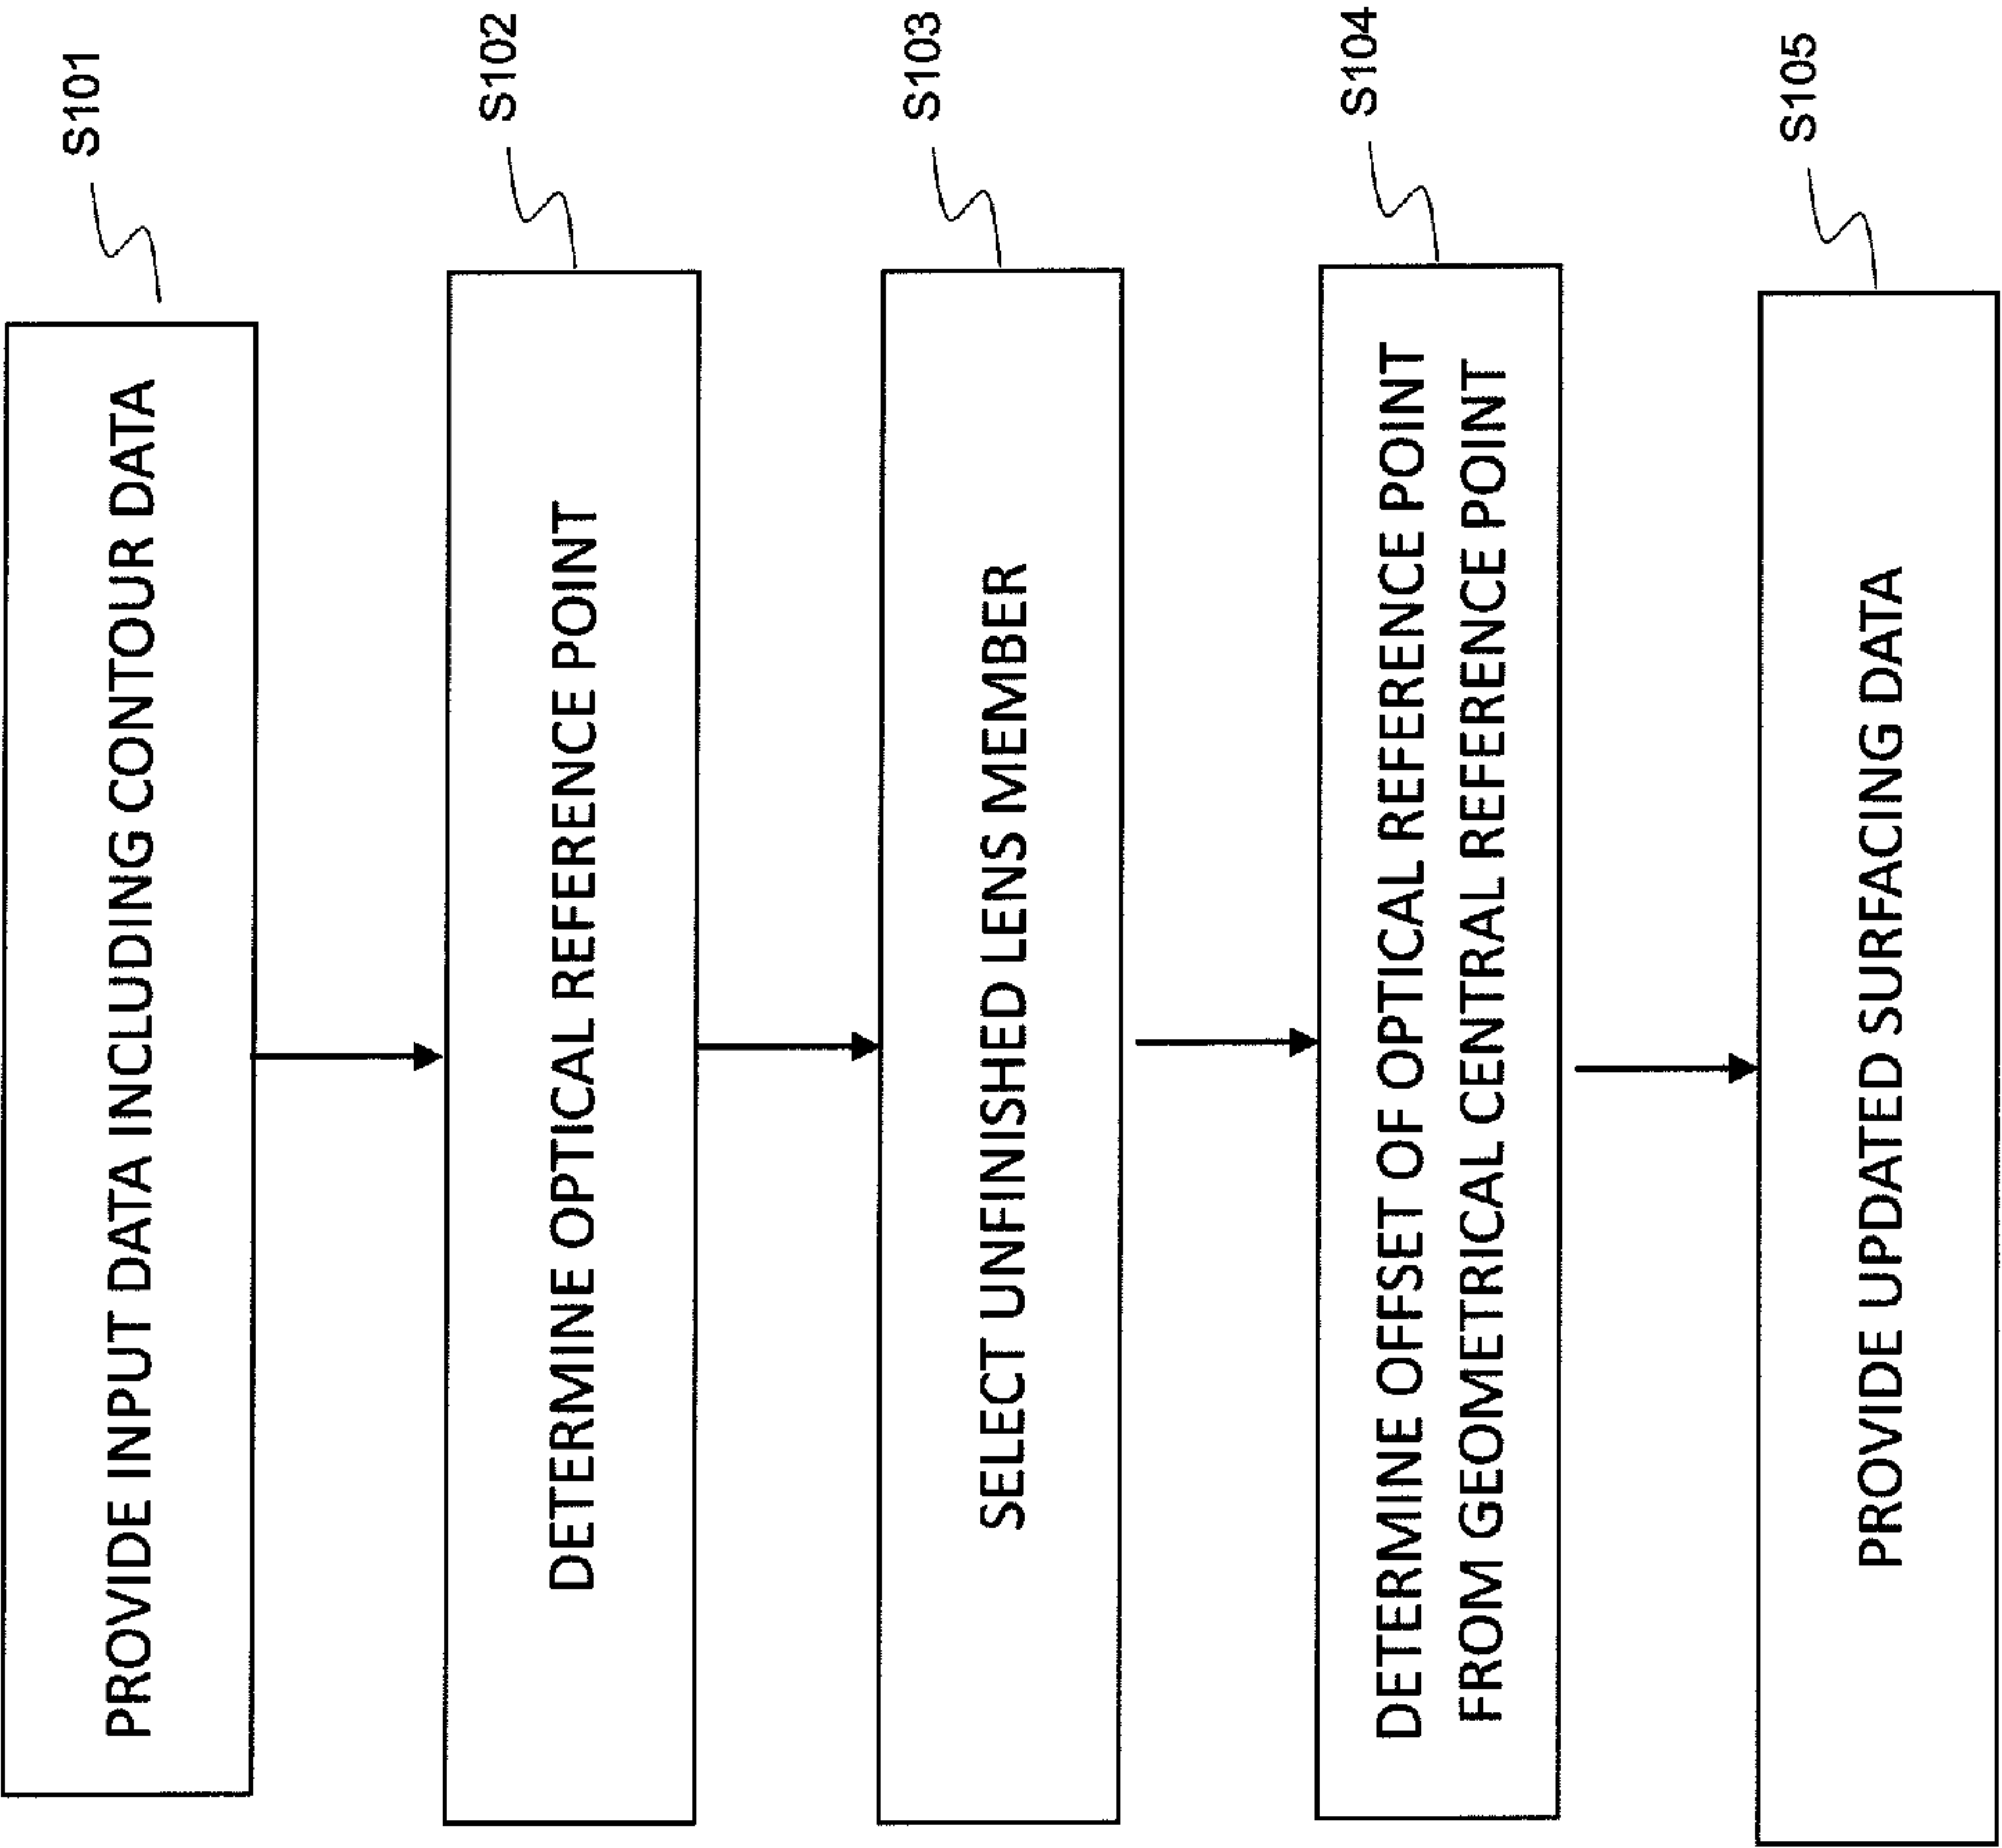 S101
PROVIDE INPUT DATA INCLUDING CONTOUR DATA
S102
DETERMINE OPTICAL REFERENCE POINT
S103
SELECT UNFINISHED LENS MEMBER
S104
DETERMINE OFFSET OF OPTICAL REFERENCE POINT
FROM GEOMETRICAL CENTRAL REFERENCE POINT
S105
PROVIDE UPDATED SURFACING DATA